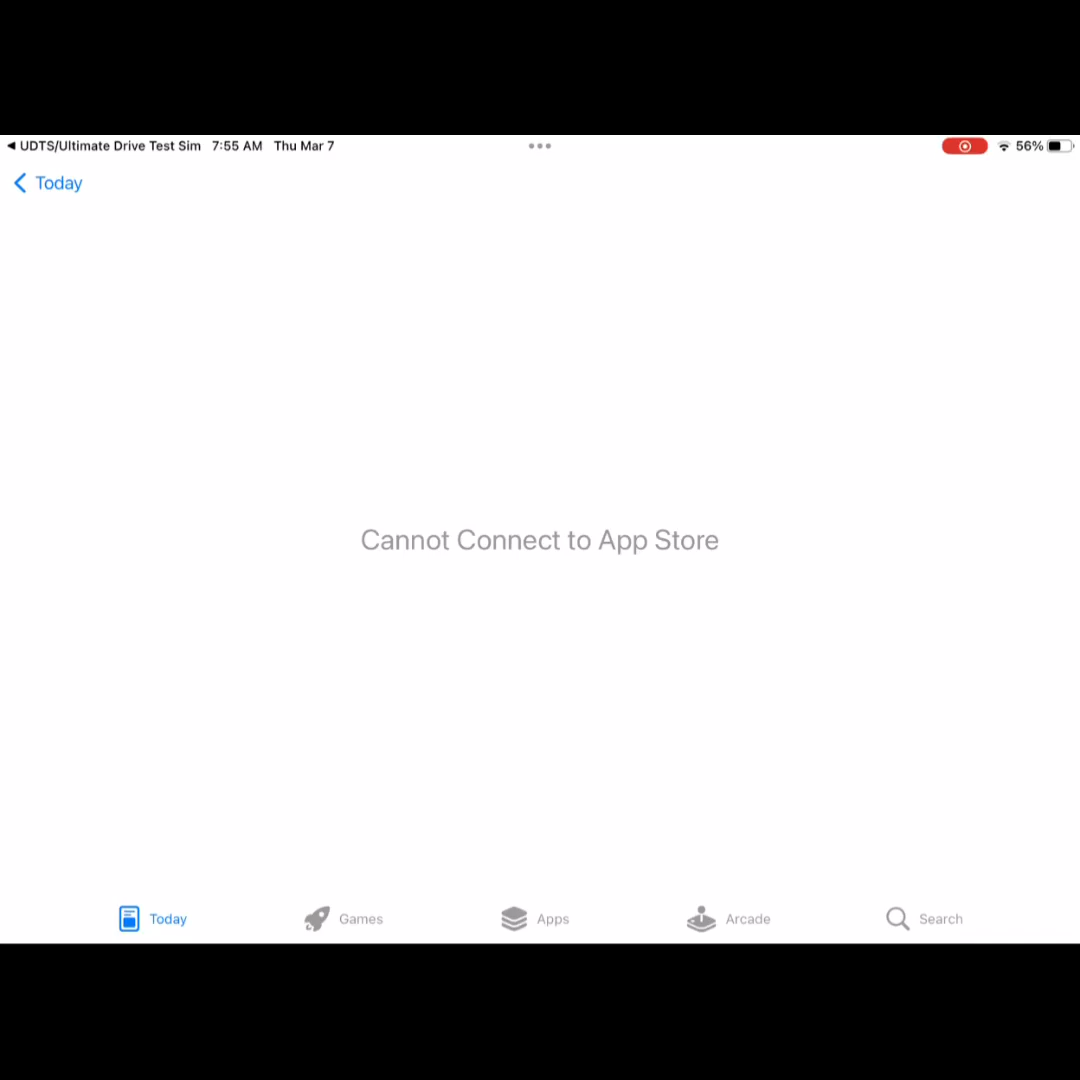 ◀ UDTS/Ultimate Drive Test Sim 7:55 AM Thu Mar 7 56%
Today
Cannot Connect to App Store
Today Games Apps Arcade Search